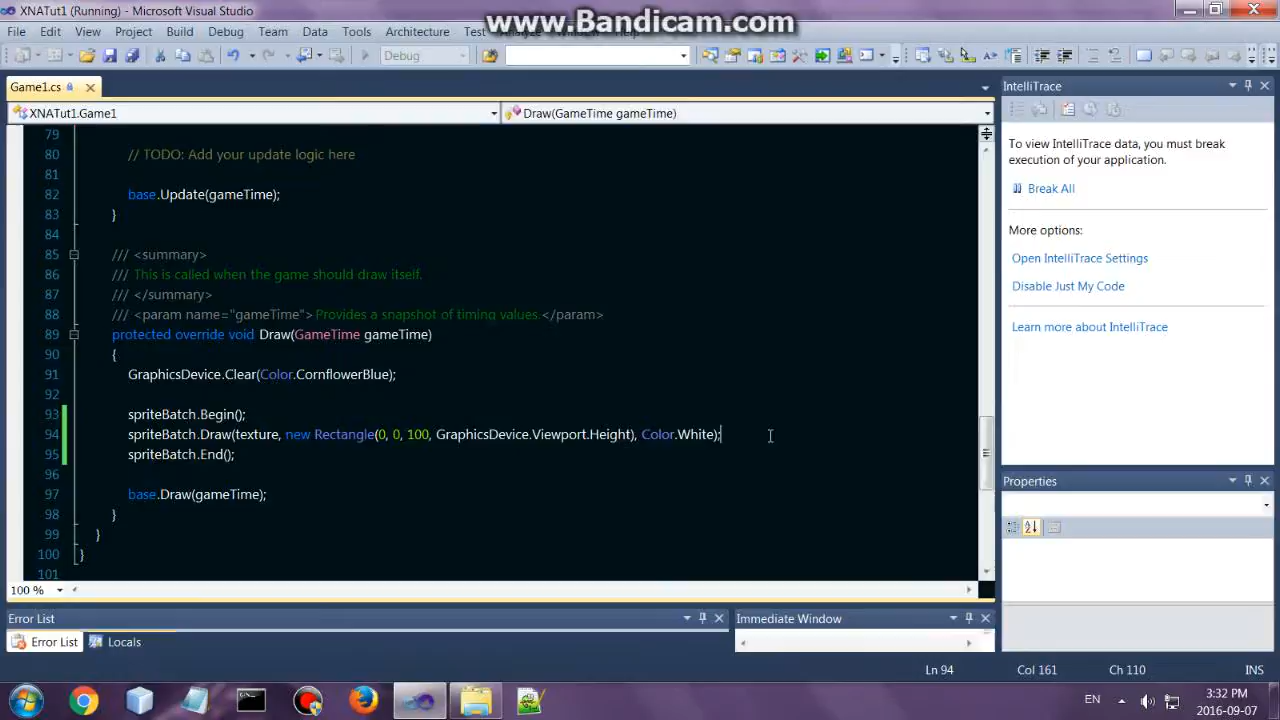 XNATut1 (Running) - Microsoft Visual Studio
www.Bandicam.com
File Edit View Project Build Debug Team Data Tools Architecture Test
Debug
Game1.cs
IntelliTrace
XNATut1.Game1
Draw(GameTime gameTime)
79
80 // TODO: Add your update logic here
81
82 base.Update(gameTime);
83 }
84
85 /// <summary>
86 /// This is called when the game should draw itself.
87 /// </summary>
88 /// <param name="gameTime">Provides a snapshot of timing values.</param>
89 protected override void Draw(GameTime gameTime)
90 {
91 GraphicsDevice.Clear(Color.CornflowerBlue);
92
93 spriteBatch.Begin();
94 spriteBatch.Draw(texture, new Rectangle(0, 0, 100, GraphicsDevice.Viewport.Height), Color.White);
95 spriteBatch.End();
96
97 base.Draw(gameTime);
98 }
99 }
100 }
101
100 %
To view IntelliTrace data, you must break
execution of your application.
Break All
More options:
Open IntelliTrace Settings
Disable Just My Code
Learn more about IntelliTrace
Properties
Error List
Immediate Window
Error List Locals
Ln 94 Col 161 Ch 110 INS
EN
3:32 PM
2016-09-07